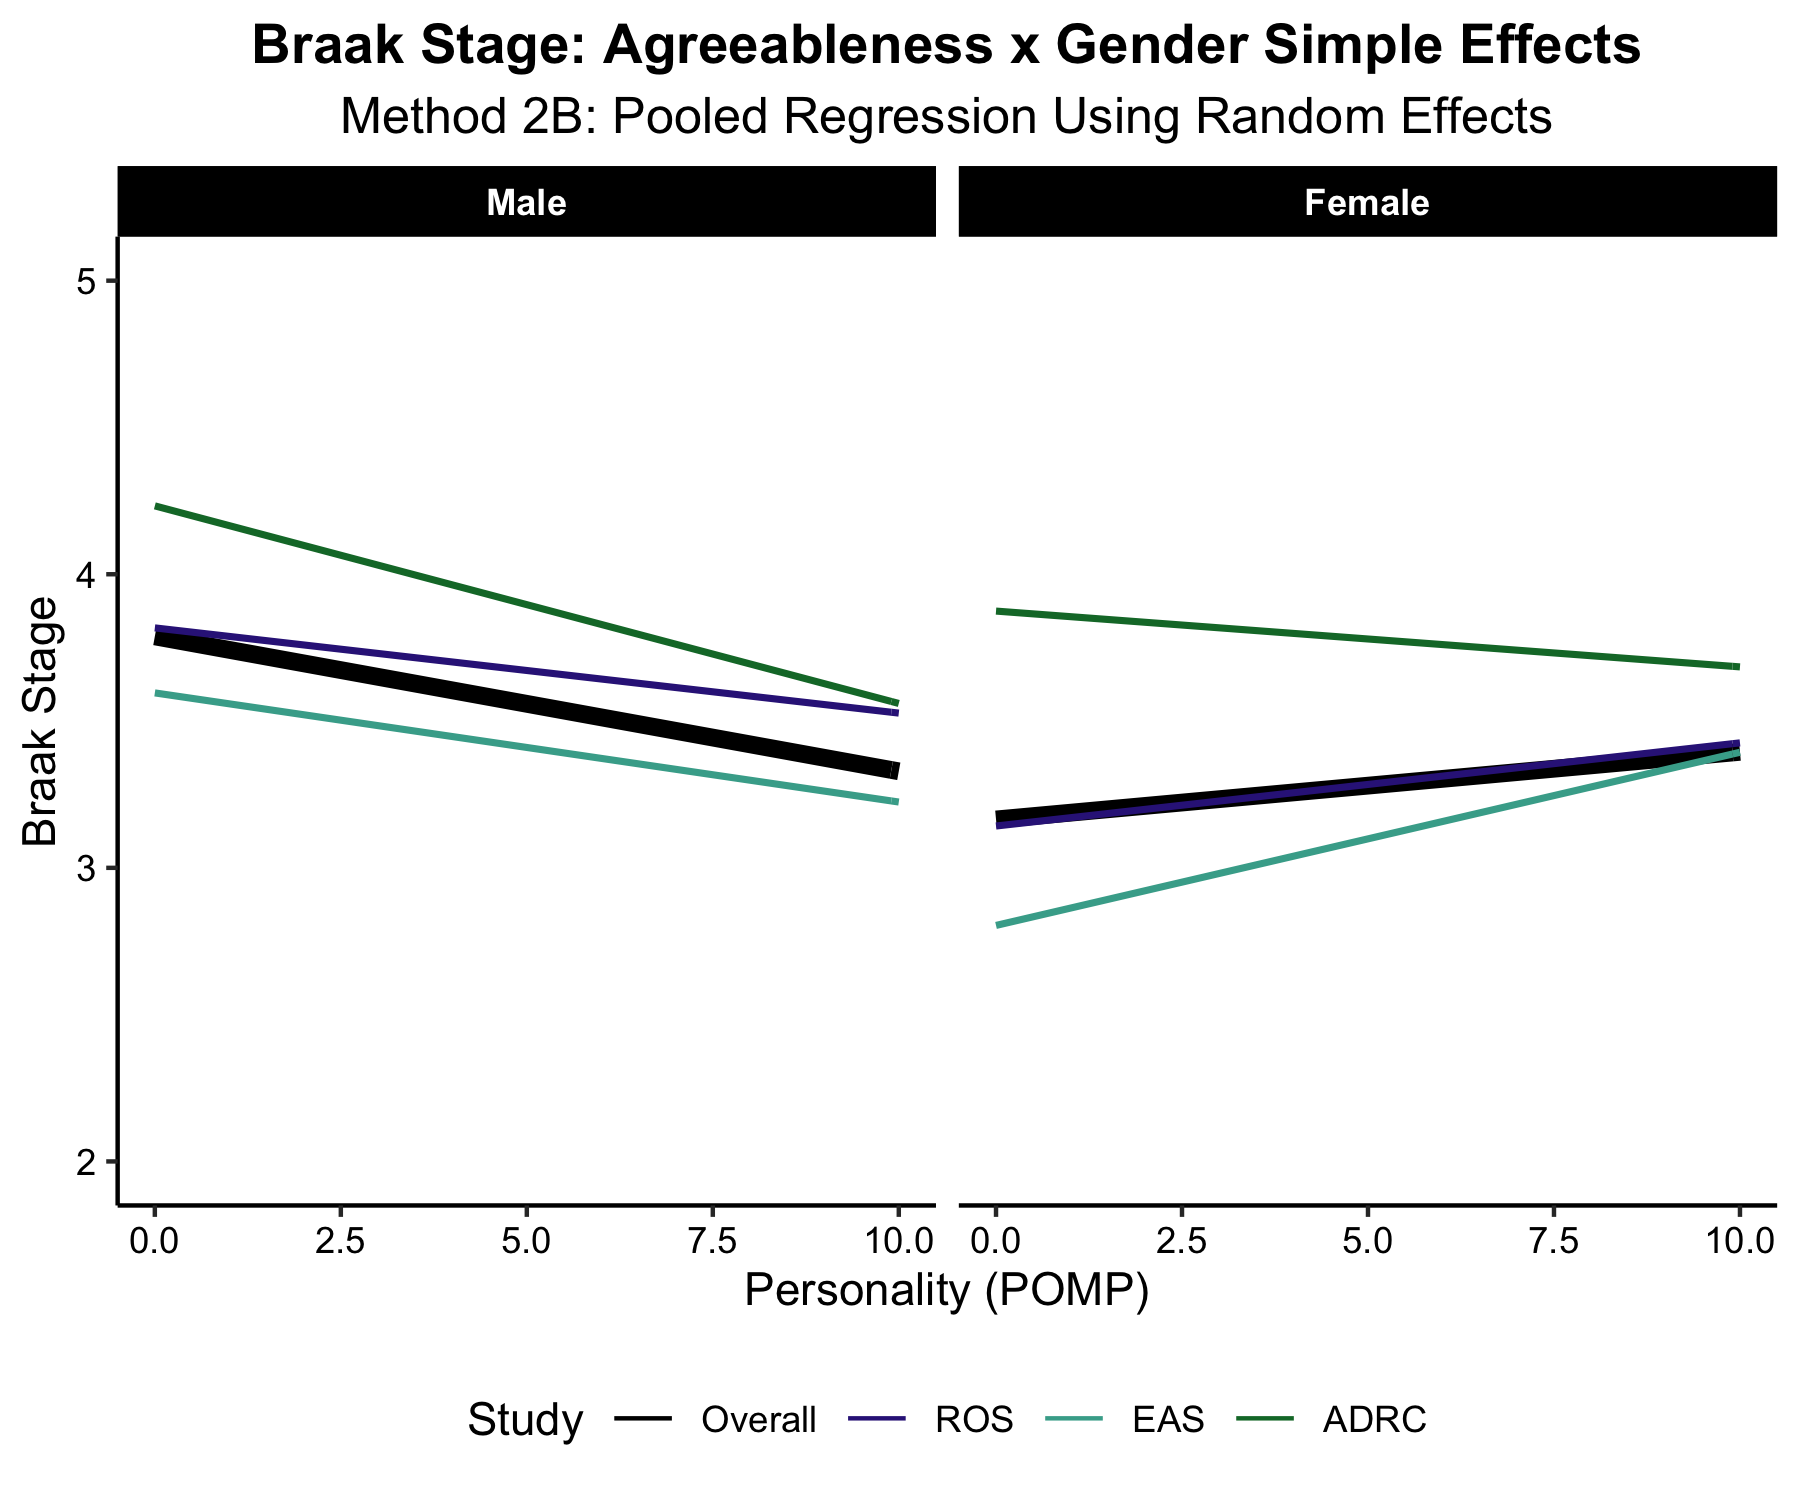 Braak Stage: Agreeableness x Gender Simple Effects
Method 2B: Pooled Regression Using Random Effects
Male Female
Braak Stage
5
4
3
2
0.0 2.5 5.0 7.5 10.0 0.0 2.5 5.0 7.5 10.0
Personality (POMP)
Study Overall ROS EAS ADRC